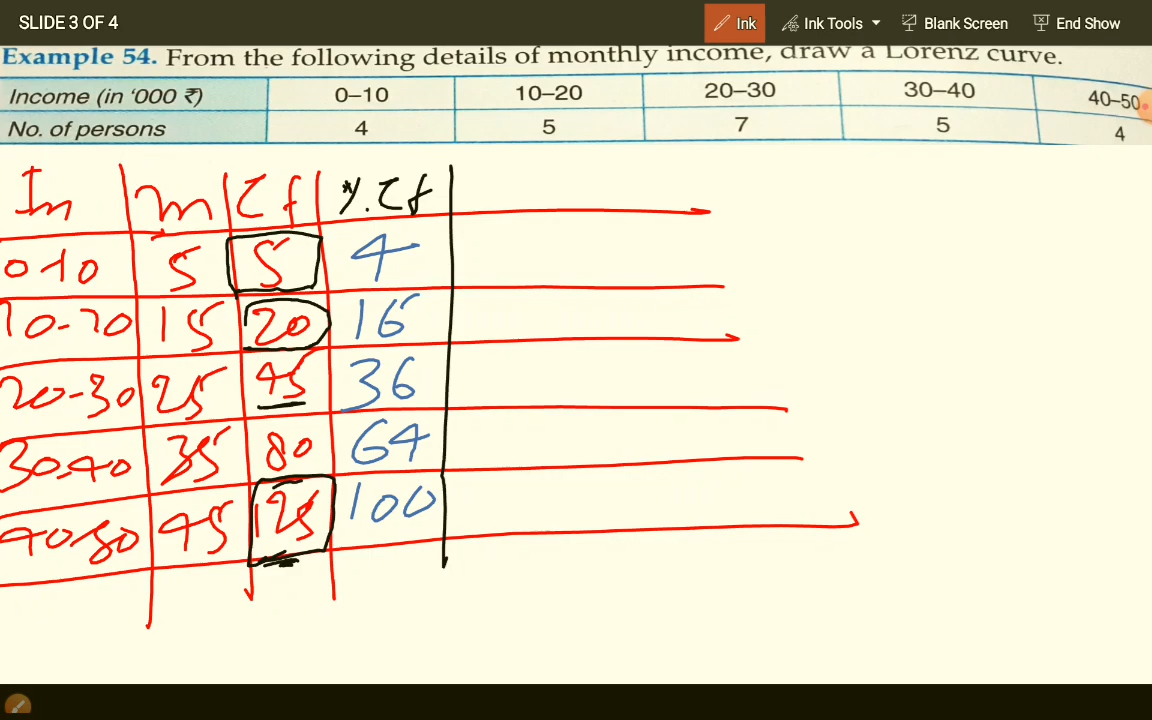 SLIDE 3 OF 4 Ink Ink Tools Blank Screen End Show
Example 54. From the following details of monthly income, draw a Lorenz curve.
Income (in '000 ₹) 0–10 10–20 20–30 30–40 40–50
No. of persons 4 5 7 5 4
In m Cf %.Cf
0-10 5 5 4
10-20 15 20 16
20-30 25 45 36
30-40 35 80 64
40-50 45 125 100